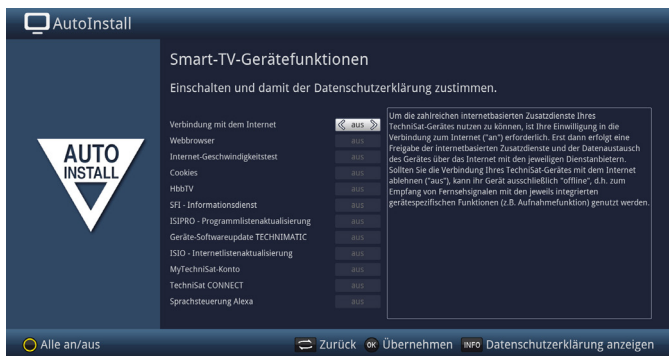 AutoInstall
Smart-TV-Gerätefunktionen
Einschalten und damit der Datenschutzerklärung zustimmen.
AUTO
INSTALL
Verbindung mit dem Internet aus
Webbrowser aus
Internet-Geschwindigkeitstest aus
Cookies aus
HbbTV aus
SFI - Informationsdienst aus
ISIPRO - Programmlistenaktualisierung aus
Geräte-Softwareupdate TECHNIMATIC aus
ISIO - Internetlistenaktualisierung aus
MyTechniSat-Konto aus
TechniSat CONNECT aus
Sprachsteuerung Alexa aus
Um die zahlreichen internetbasierten Zusatzdienste Ihres
TechniSat-Gerätes nutzen zu können, ist Ihre Einwilligung in die
Verbindung zum Internet ("an") erforderlich. Erst dann erfolgt eine
Freigabe der internetbasierten Zusatzdienste und der Datenaustausch
des Gerätes über das Internet mit den jeweiligen Dienstanbietern.
Sollten Sie die Verbindung Ihres TechniSat-Gerätes mit dem Internet
ablehnen ("aus"), kann ihr Gerät ausschließlich "offline", d.h. zum
Empfang von Fernsehsignalen mit den jeweils integrierten
gerätespezifischen Funktionen (z.B. Aufnahmefunktion) genutzt werden.
Alle an/aus Zurück OK Übernehmen INFO Datenschutzerklärung anzeigen